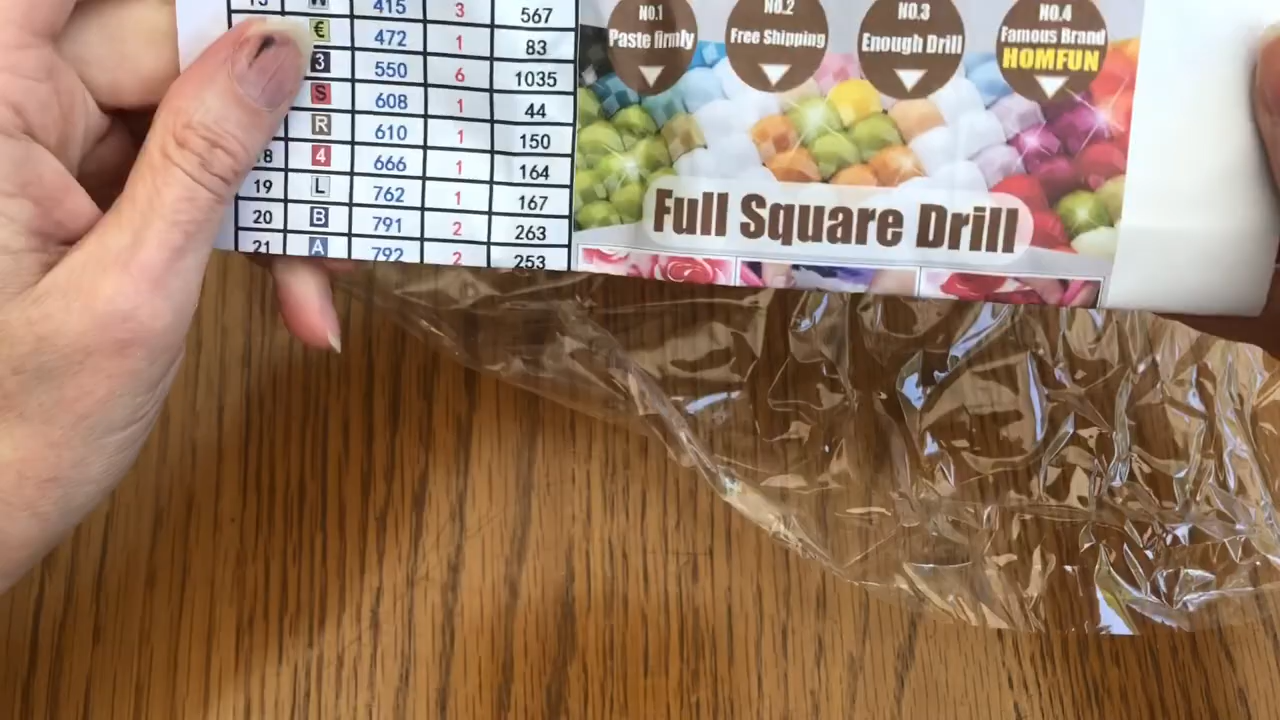 15 W 415 3 567
€ 472 1 83
3 550 6 1035
S 608 1 44
R 610 1 150
18 4 666 1 164
19 L 762 1 167
20 B 791 2 263
21 A 792 2 253
NO.1
Paste firmly
NO.2
Free Shipping
NO.3
Enough Drill
NO.4
Famous Brand
HOMFUN
Full Square Drill